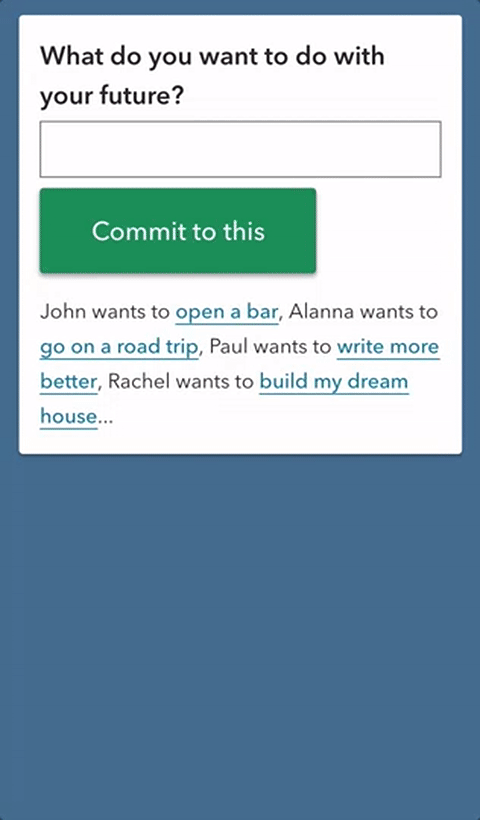 What do you want to do with
your future?
Commit to this
John wants to open a bar, Alanna wants to
go on a road trip, Paul wants to write more
better, Rachel wants to build my dream
house...